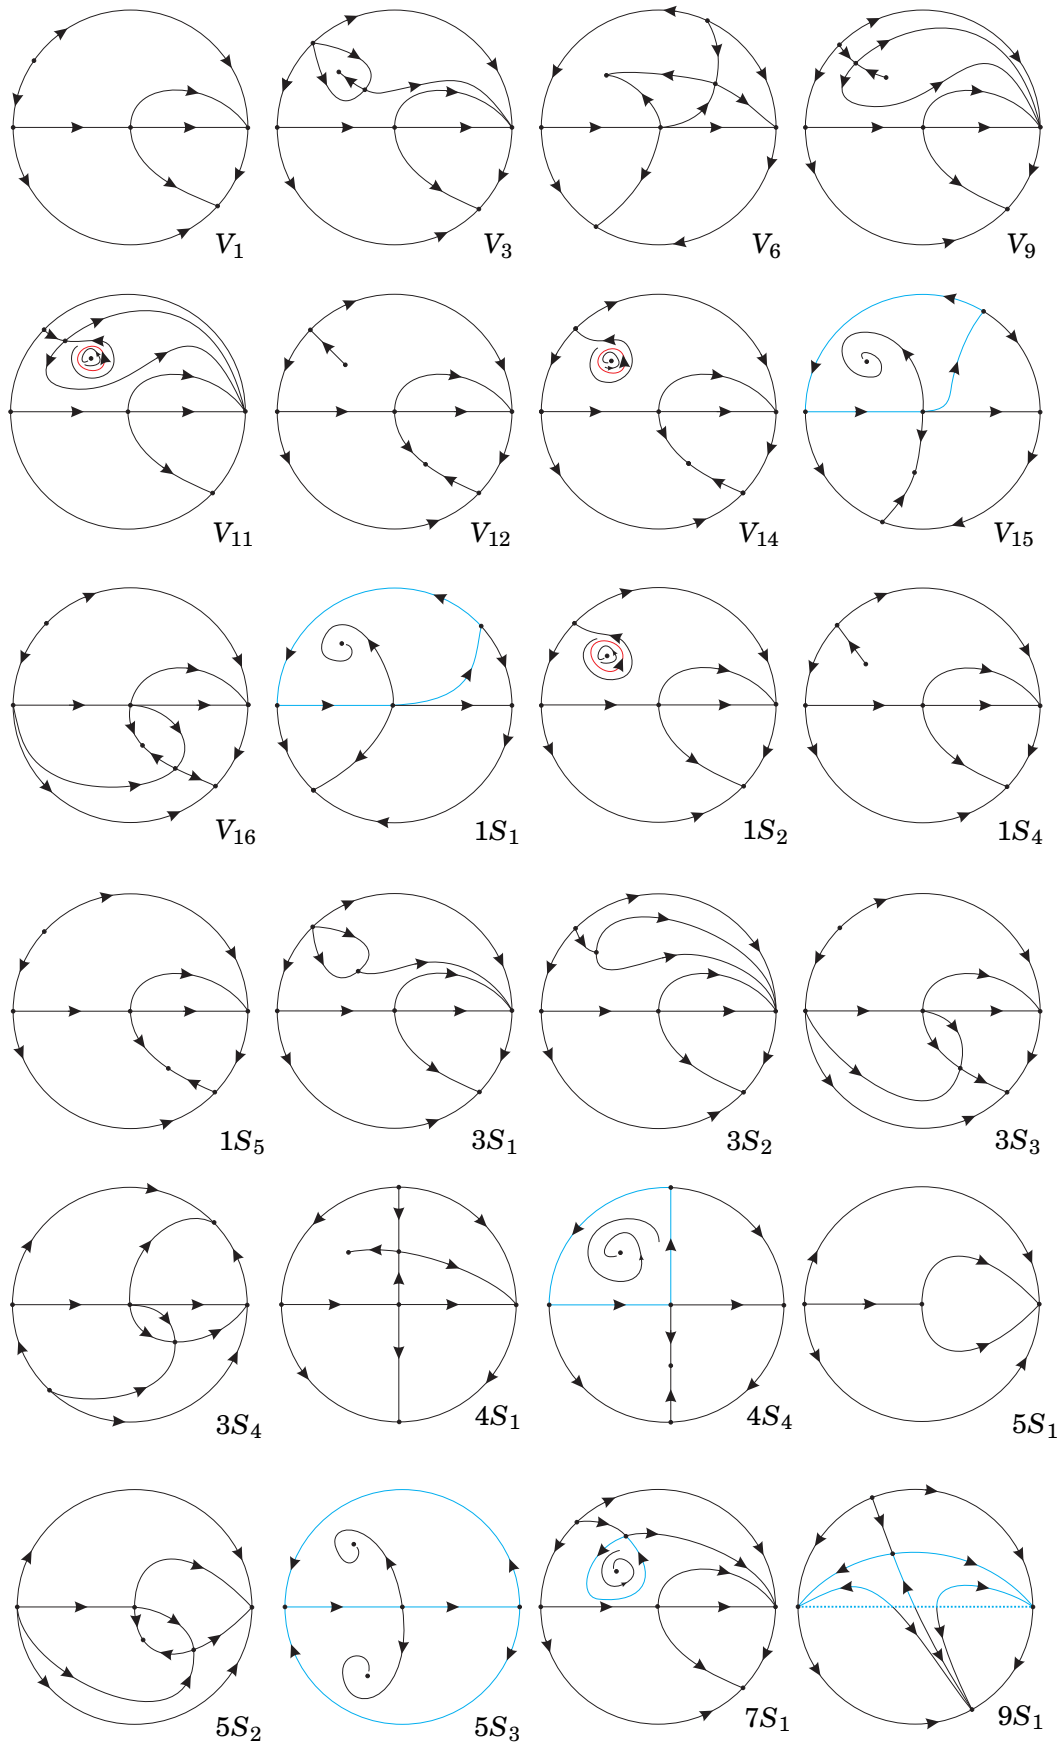 V₁ V₃ V₆ V₉
V₁₁ V₁₂ V₁₄ V₁₅
V₁₆ 1S₁ 1S₂ 1S₄
1S₅ 3S₁ 3S₂ 3S₃
3S₄ 4S₁ 4S₄ 5S₁
5S₂ 5S₃ 7S₁ 9S₁